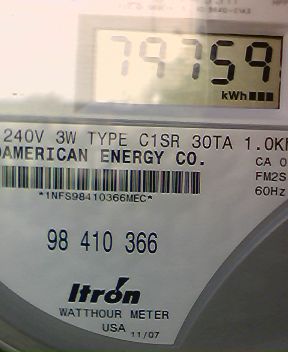 79759
kWh
240V 3W TYPE C1SR 30TA 1.0K
AMERICAN ENERGY CO.
CA 0
FM2S
60Hz
*1NFS98410366MEC*
98 410 366
Itrón
WATTHOUR METER
USA 11/07